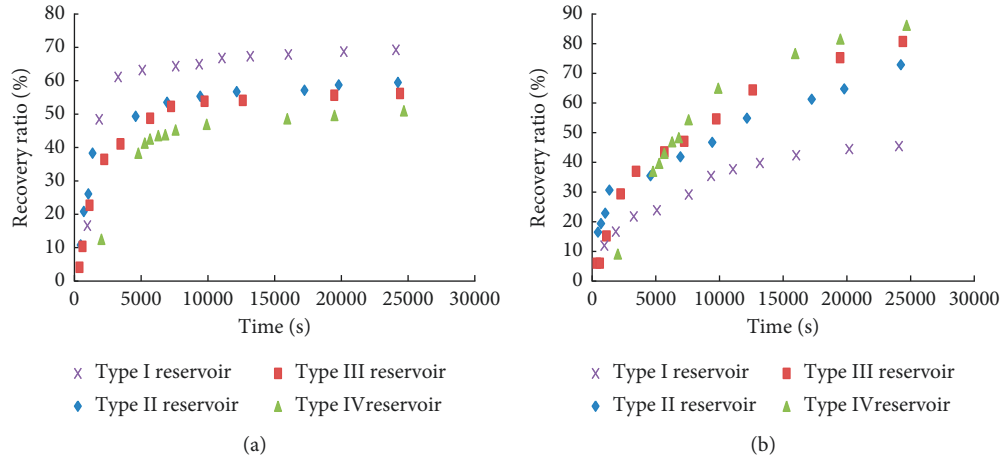 80
70
60
50
40
30
20
10
0
Recovery ratio (%)
0 5000 10000 15000 20000 25000 30000
Time (s)
Type I reservoir
Type III reservoir
Type II reservoir
Type IVreservoir
(a)
90
80
70
60
50
40
30
20
10
0
Recovery ratio (%)
0 5000 10000 15000 20000 25000 30000
Time (s)
Type I reservoir
Type III reservoir
Type II reservoir
Type IVreservoir
(b)